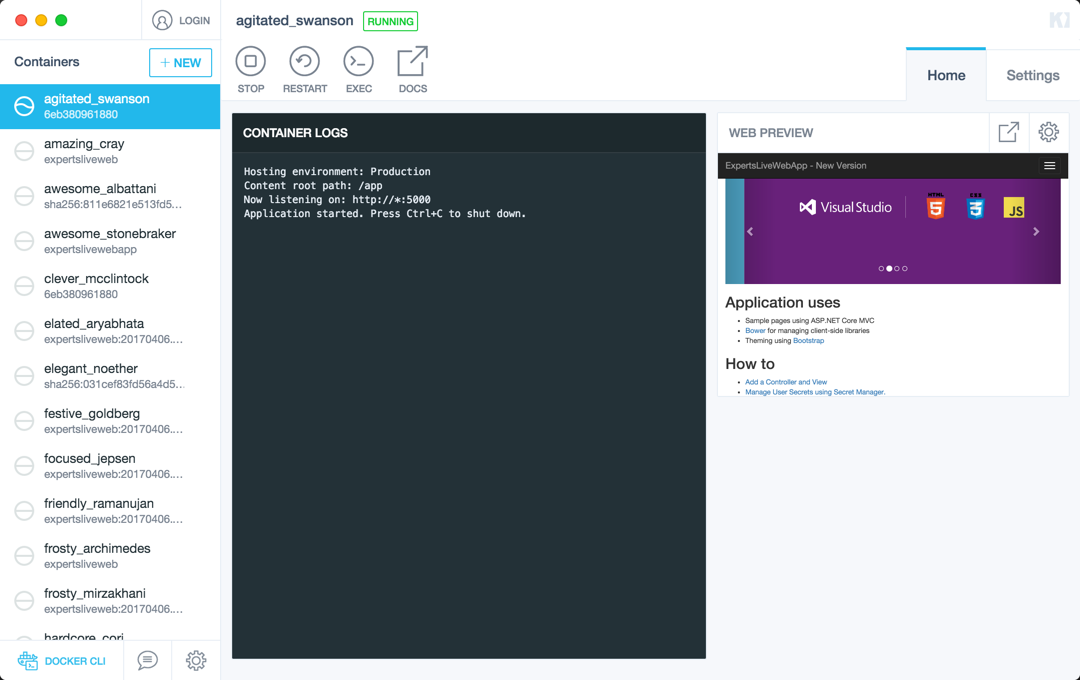 LOGIN
agitated_swanson RUNNING
Containers
+ NEW
STOP RESTART EXEC DOCS
Home Settings
agitated_swanson
6eb380961880
amazing_cray
expertsliveweb
awesome_albattani
sha256:811e6821e513fd5...
awesome_stonebraker
expertslivewebapp
clever_mcclintock
6eb380961880
elated_aryabhata
expertsliveweb:20170406....
elegant_noether
sha256:031cef83fd56a4d5...
festive_goldberg
expertsliveweb:20170406....
focused_jepsen
expertsliveweb:20170406....
friendly_ramanujan
expertsliveweb:20170406....
frosty_archimedes
expertsliveweb
frosty_mirzakhani
expertsliveweb:20170406....
hardcore_cori
DOCKER CLI
CONTAINER LOGS
Hosting environment: Production
Content root path: /app
Now listening on: http://*:5000
Application started. Press Ctrl+C to shut down.
WEB PREVIEW
ExpertsLiveWebApp - New Version
Visual Studio
HTML
5
CSS
3
JS
Application uses
• Sample pages using ASP.NET Core MVC
• Bower for managing client-side libraries
• Theming using Bootstrap
How to
• Add a Controller and View
• Manage User Secrets using Secret Manager.